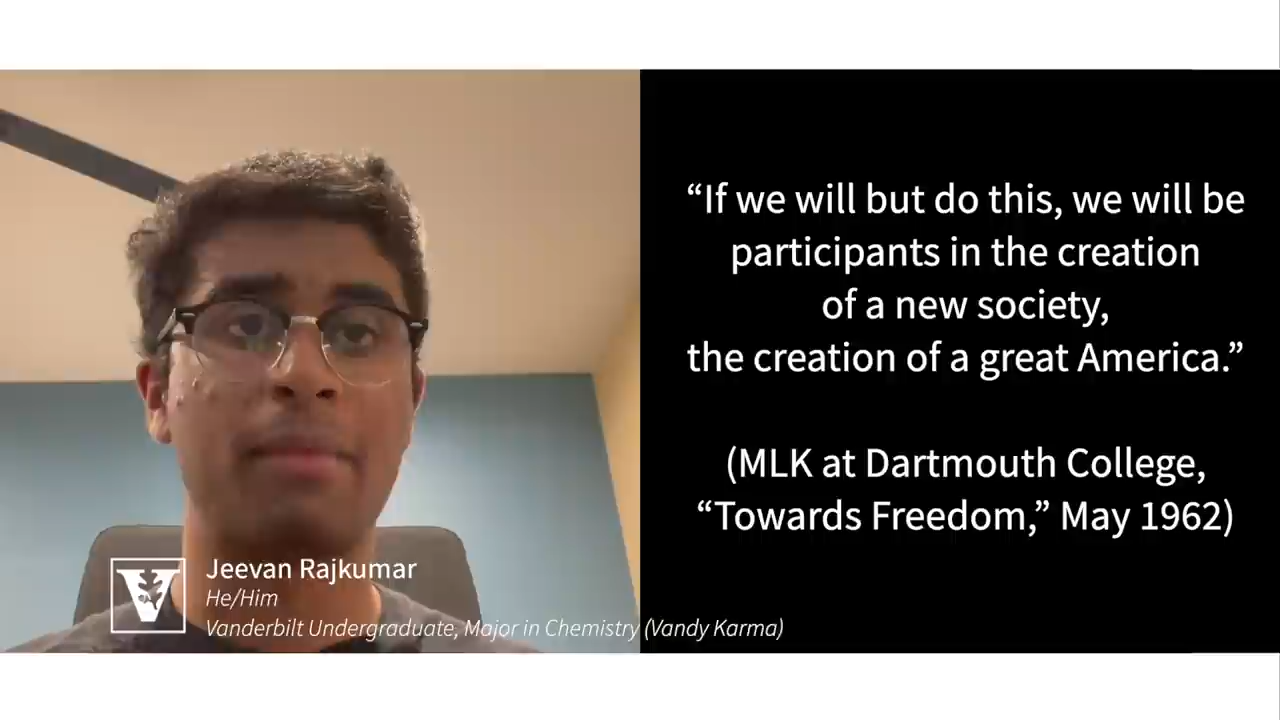 “If we will but do this, we will be
participants in the creation
of a new society,
the creation of a great America.”
(MLK at Dartmouth College,
“Towards Freedom,” May 1962)
Jeevan Rajkumar
He/Him
Vanderbilt Undergraduate, Major in Chemistry (Vandy Karma)